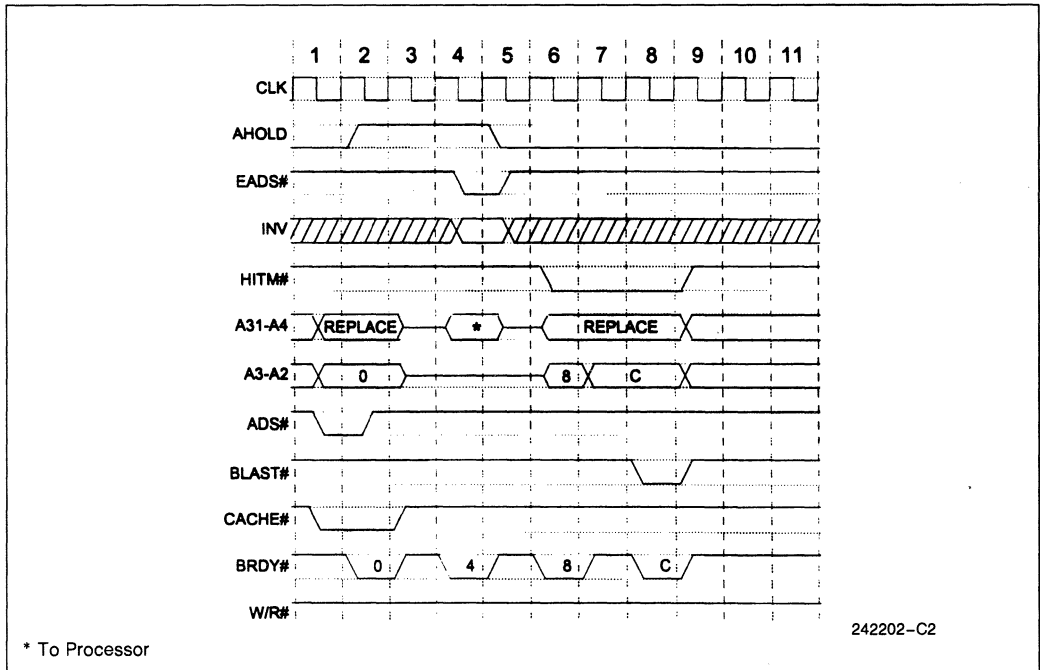 1 2 3 4 5 6 7 8 9 10 11
CLK
AHOLD
EADS#
INV
HITM#
A31-A4 REPLACE * REPLACE
A3-A2 0 8 C
ADS#
BLAST#
CACHE#
BRDY# 0 4 8 C
W/R#
242202-C2
* To Processor